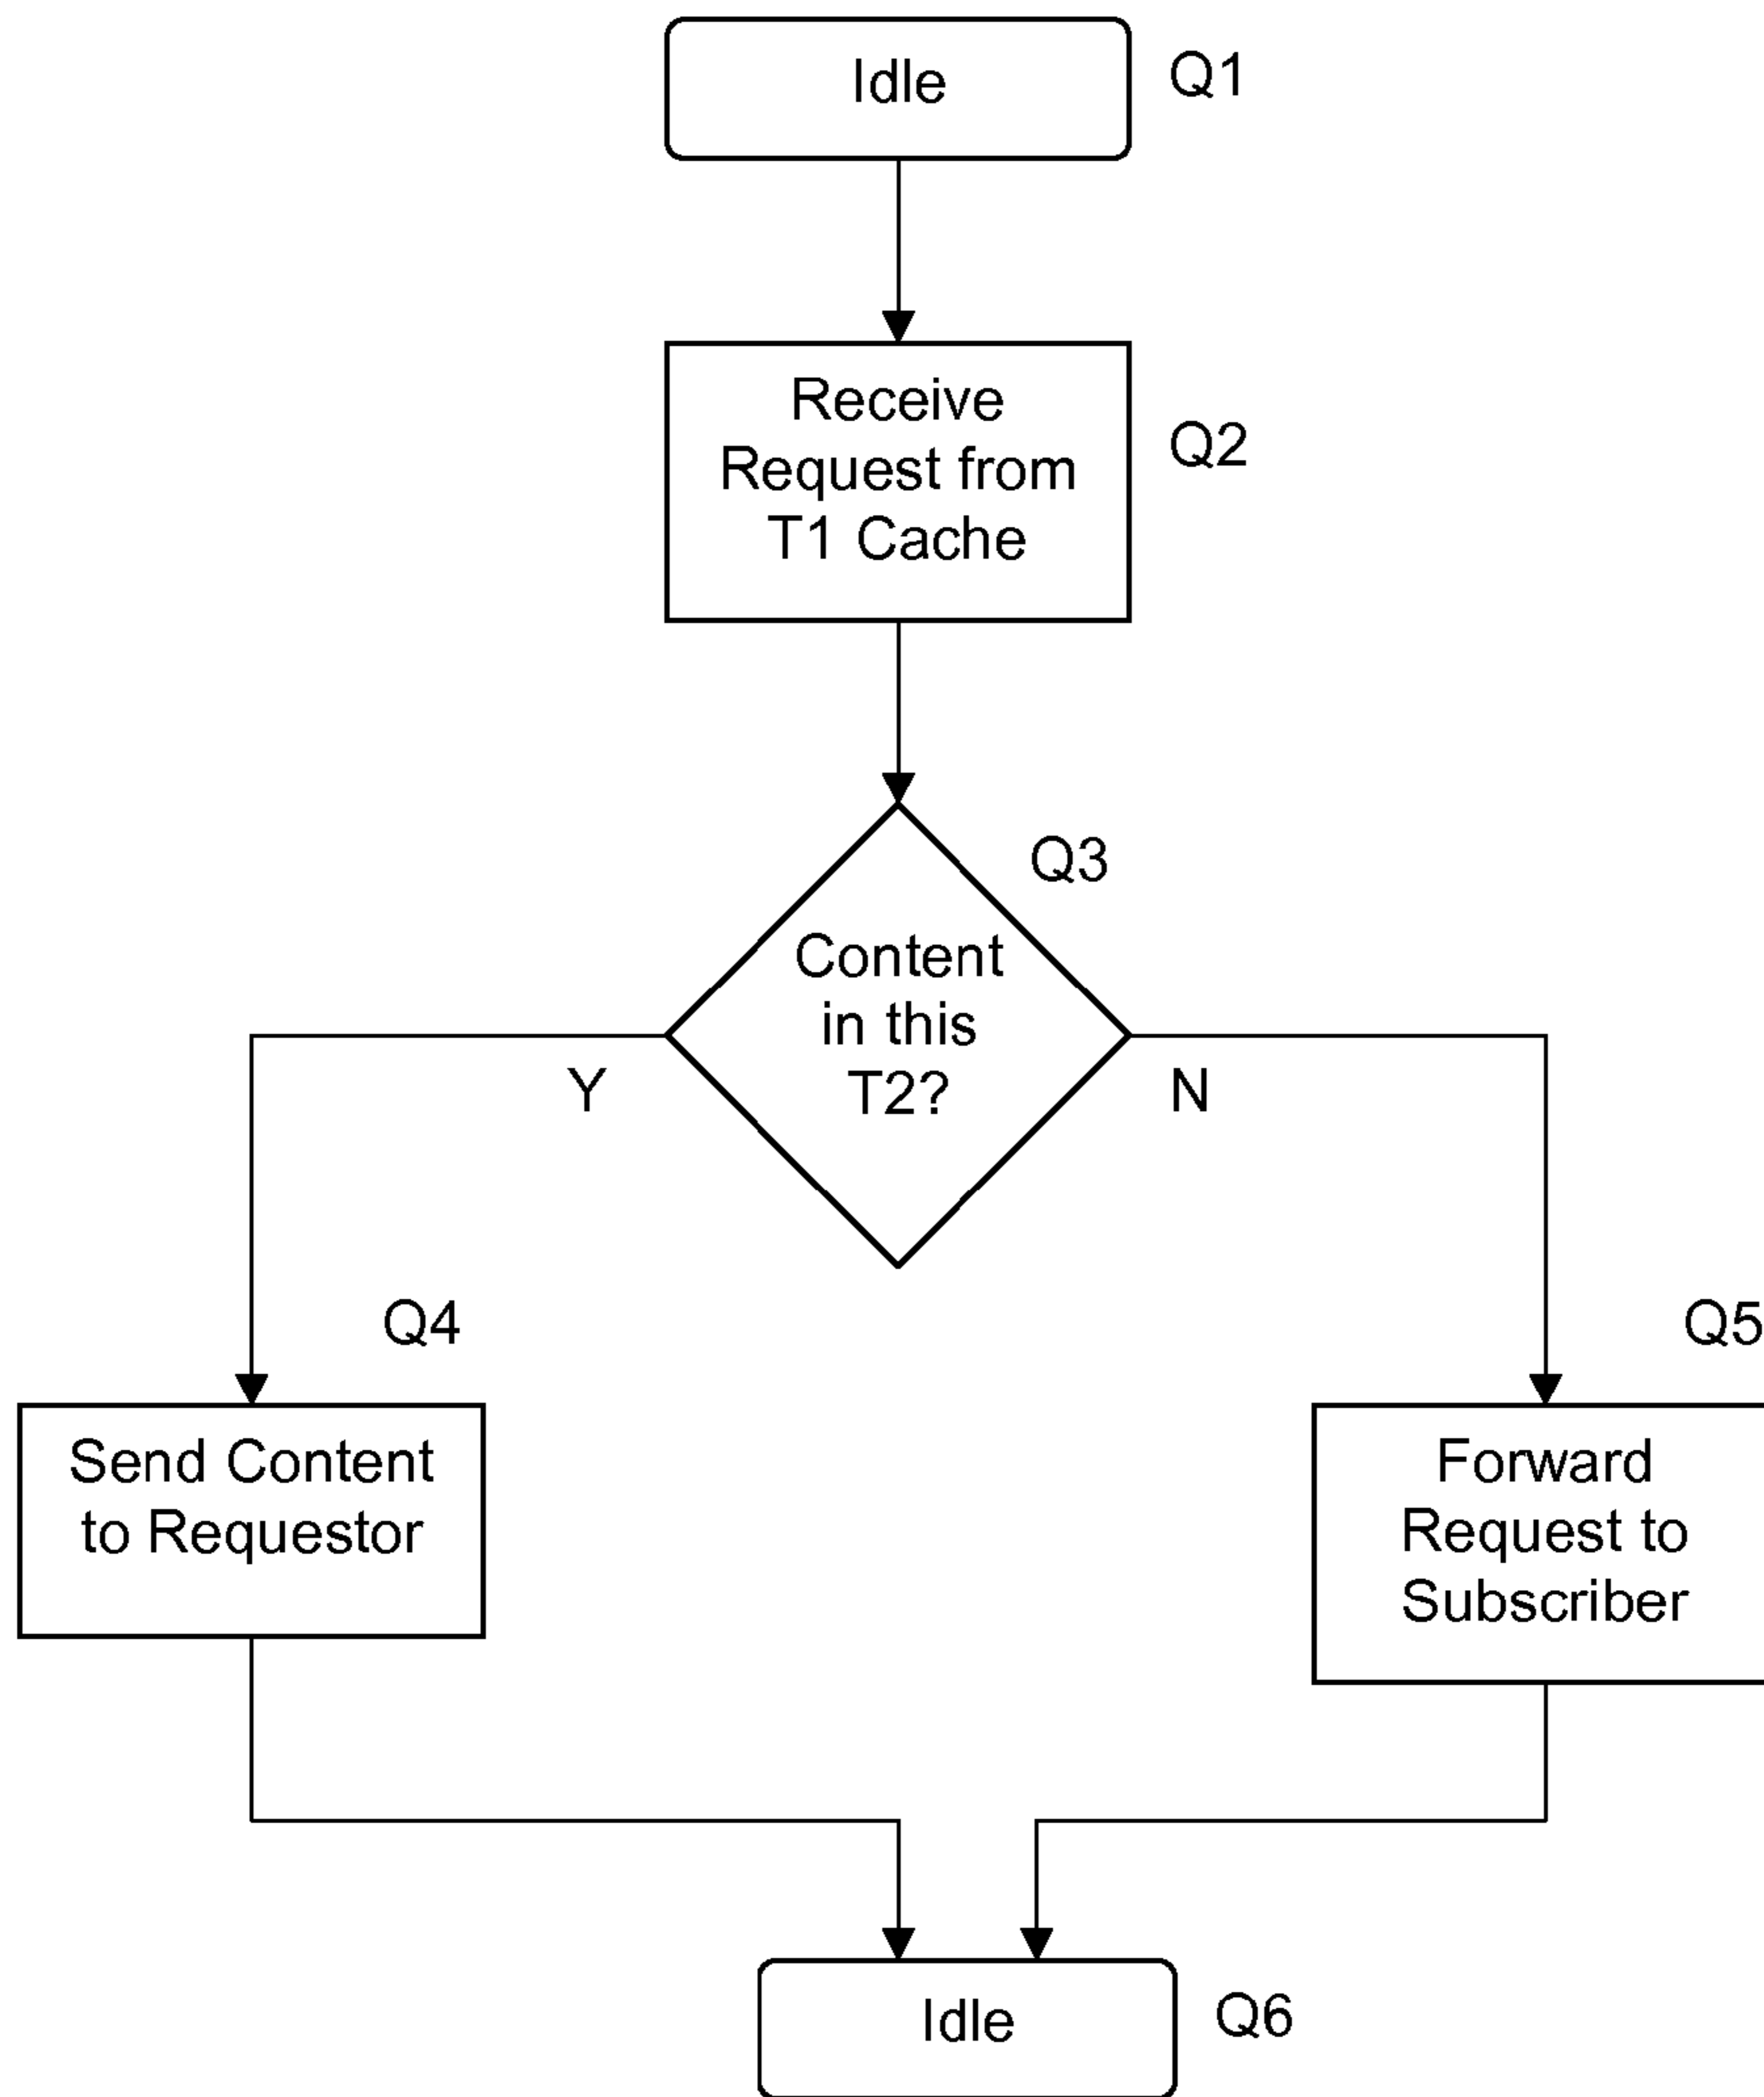 Idle
Q1
Receive
Request from
T1 Cache
Q2
Q3
Content
in this
T2?
Y
N
Q4
Q5
Send Content
to Requestor
Forward
Request to
Subscriber
Idle
Q6